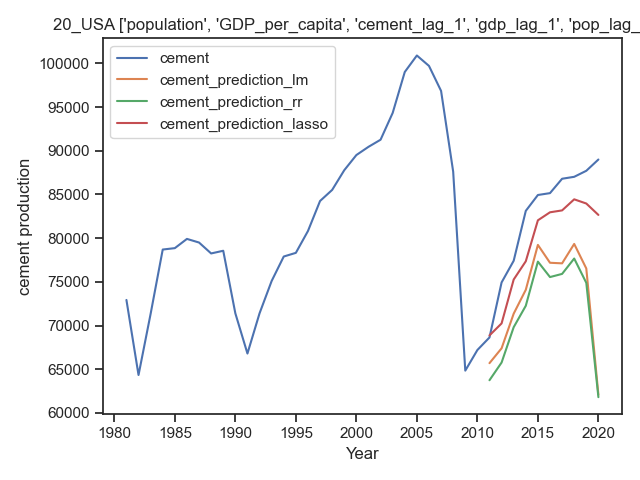 20_USA ['population', 'GDP_per_capita', 'cement_lag_1', 'gdp_lag_1', 'pop_lag_
cement
cement_prediction_lm
cement_prediction_rr
cement_prediction_lasso
cement production
100000
95000
90000
85000
80000
75000
70000
65000
60000
1980
1985
1990
1995
2000
2005
2010
2015
2020
Year